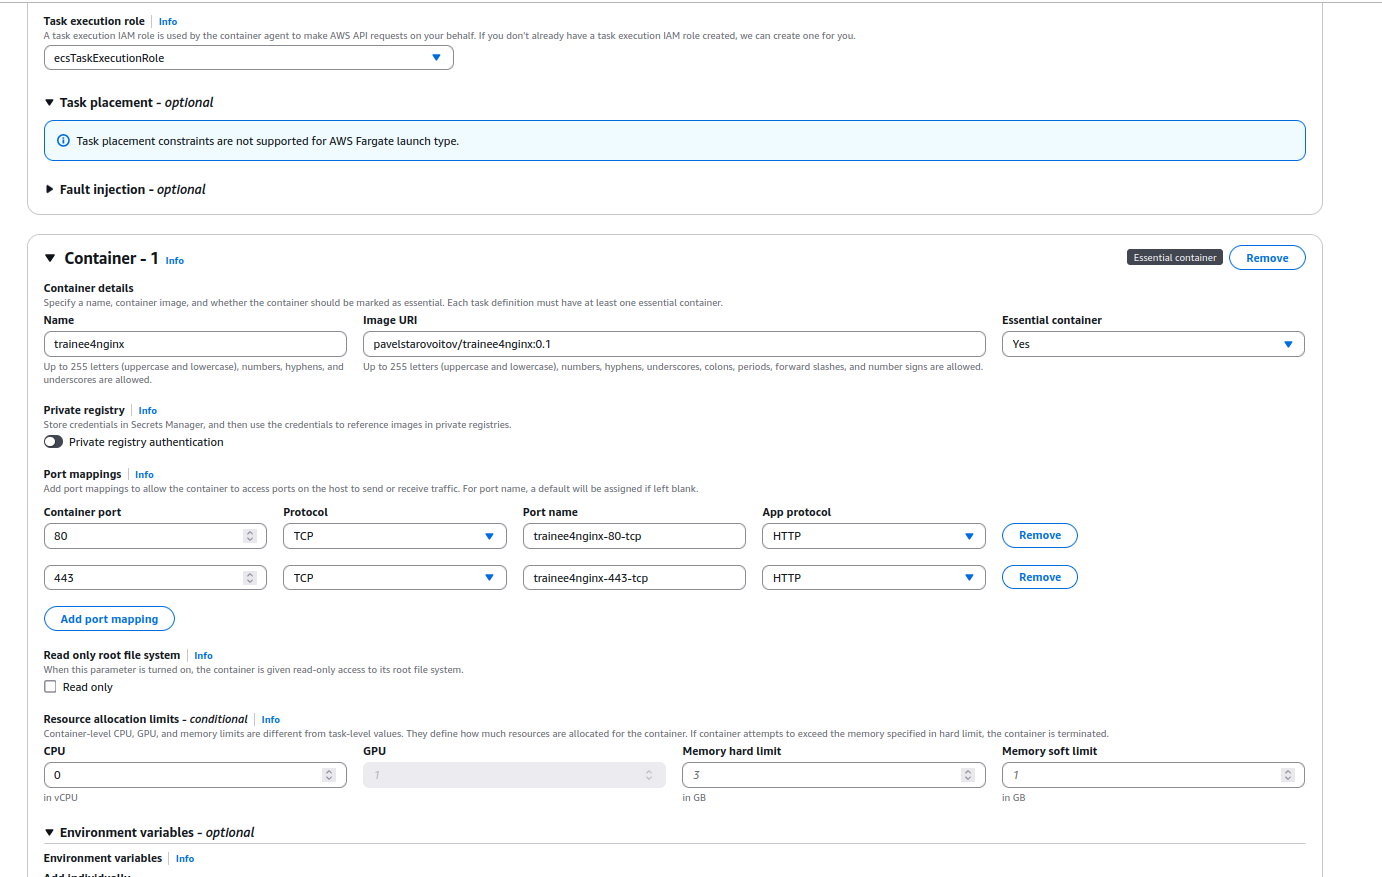 Task execution role Info
A task execution IAM role is used by the container agent to make AWS API requests on your behalf. If you don't already have a task execution IAM role created, we can create one for you.
ecsTaskExecutionRole
Task placement - optional
Task placement constraints are not supported for AWS Fargate launch type.
Fault injection - optional
Container - 1 Info
Essential container Remove
Container details
Specify a name, container image, and whether the container should be marked as essential. Each task definition must have at least one essential container.
Name Image URI Essential container
trainee4nginx pavelstarovoitov/trainee4nginx:0.1 Yes
Up to 255 letters (uppercase and lowercase), numbers, hyphens, and Up to 255 letters (uppercase and lowercase), numbers, hyphens, underscores, colons, periods, forward slashes, and number signs are allowed.
underscores are allowed.
Private registry Info
Store credentials in Secrets Manager, and then use the credentials to reference images in private registries.
Private registry authentication
Port mappings Info
Add port mappings to allow the container to access ports on the host to send or receive traffic. For port name, a default will be assigned if left blank.
Container port Protocol Port name App protocol
80 TCP trainee4nginx-80-tcp HTTP Remove
443 TCP trainee4nginx-443-tcp HTTP Remove
Add port mapping
Read only root file system Info
When this parameter is turned on, the container is given read-only access to its root file system.
Read only
Resource allocation limits - conditional Info
Container-level CPU, GPU, and memory limits are different from task-level values. They define how much resources are allocated for the container. If container attempts to exceed the memory specified in hard limit, the container is terminated.
CPU GPU Memory hard limit Memory soft limit
0 1 3 1
in vCPU in GB in GB
Environment variables - optional
Environment variables Info
Add individually